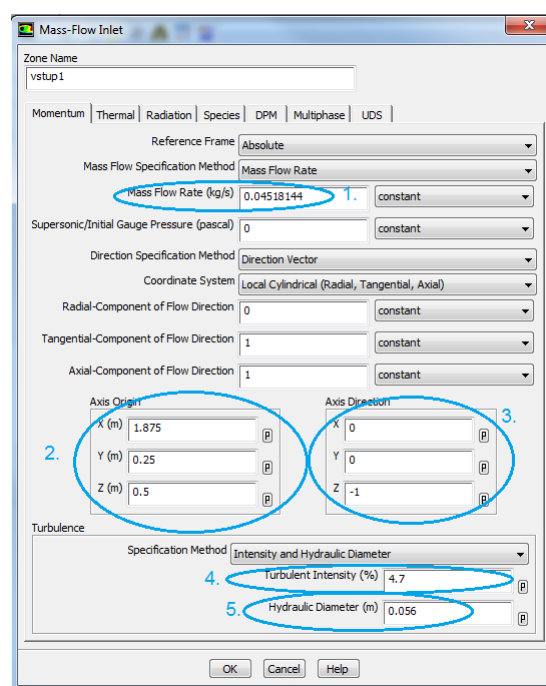 Mass-Flow Inlet
Zone Name
vstup1
Momentum Thermal Radiation Species DPM Multiphase UDS
Reference Frame Absolute
Mass Flow Specification Method Mass Flow Rate
Mass Flow Rate (kg/s) 0.04518144 1. constant
Supersonic/Initial Gauge Pressure (pascal) 0 constant
Direction Specification Method Direction Vector
Coordinate System Local Cylindrical (Radial, Tangential, Axial)
Radial-Component of Flow Direction 0 constant
Tangential-Component of Flow Direction 1 constant
Axial-Component of Flow Direction 1 constant
Axis Origin Axis Direction
3.
X (m) 1.875 P X 0 P
2.
Y (m) 0.25 P Y 0 P
Z (m) 0.5 P Z -1 P
Turbulence
Specification Method Intensity and Hydraulic Diameter
4. Turbulent Intensity (%) 4.7 P
5. Hydraulic Diameter (m) 0.056 P
OK Cancel Help